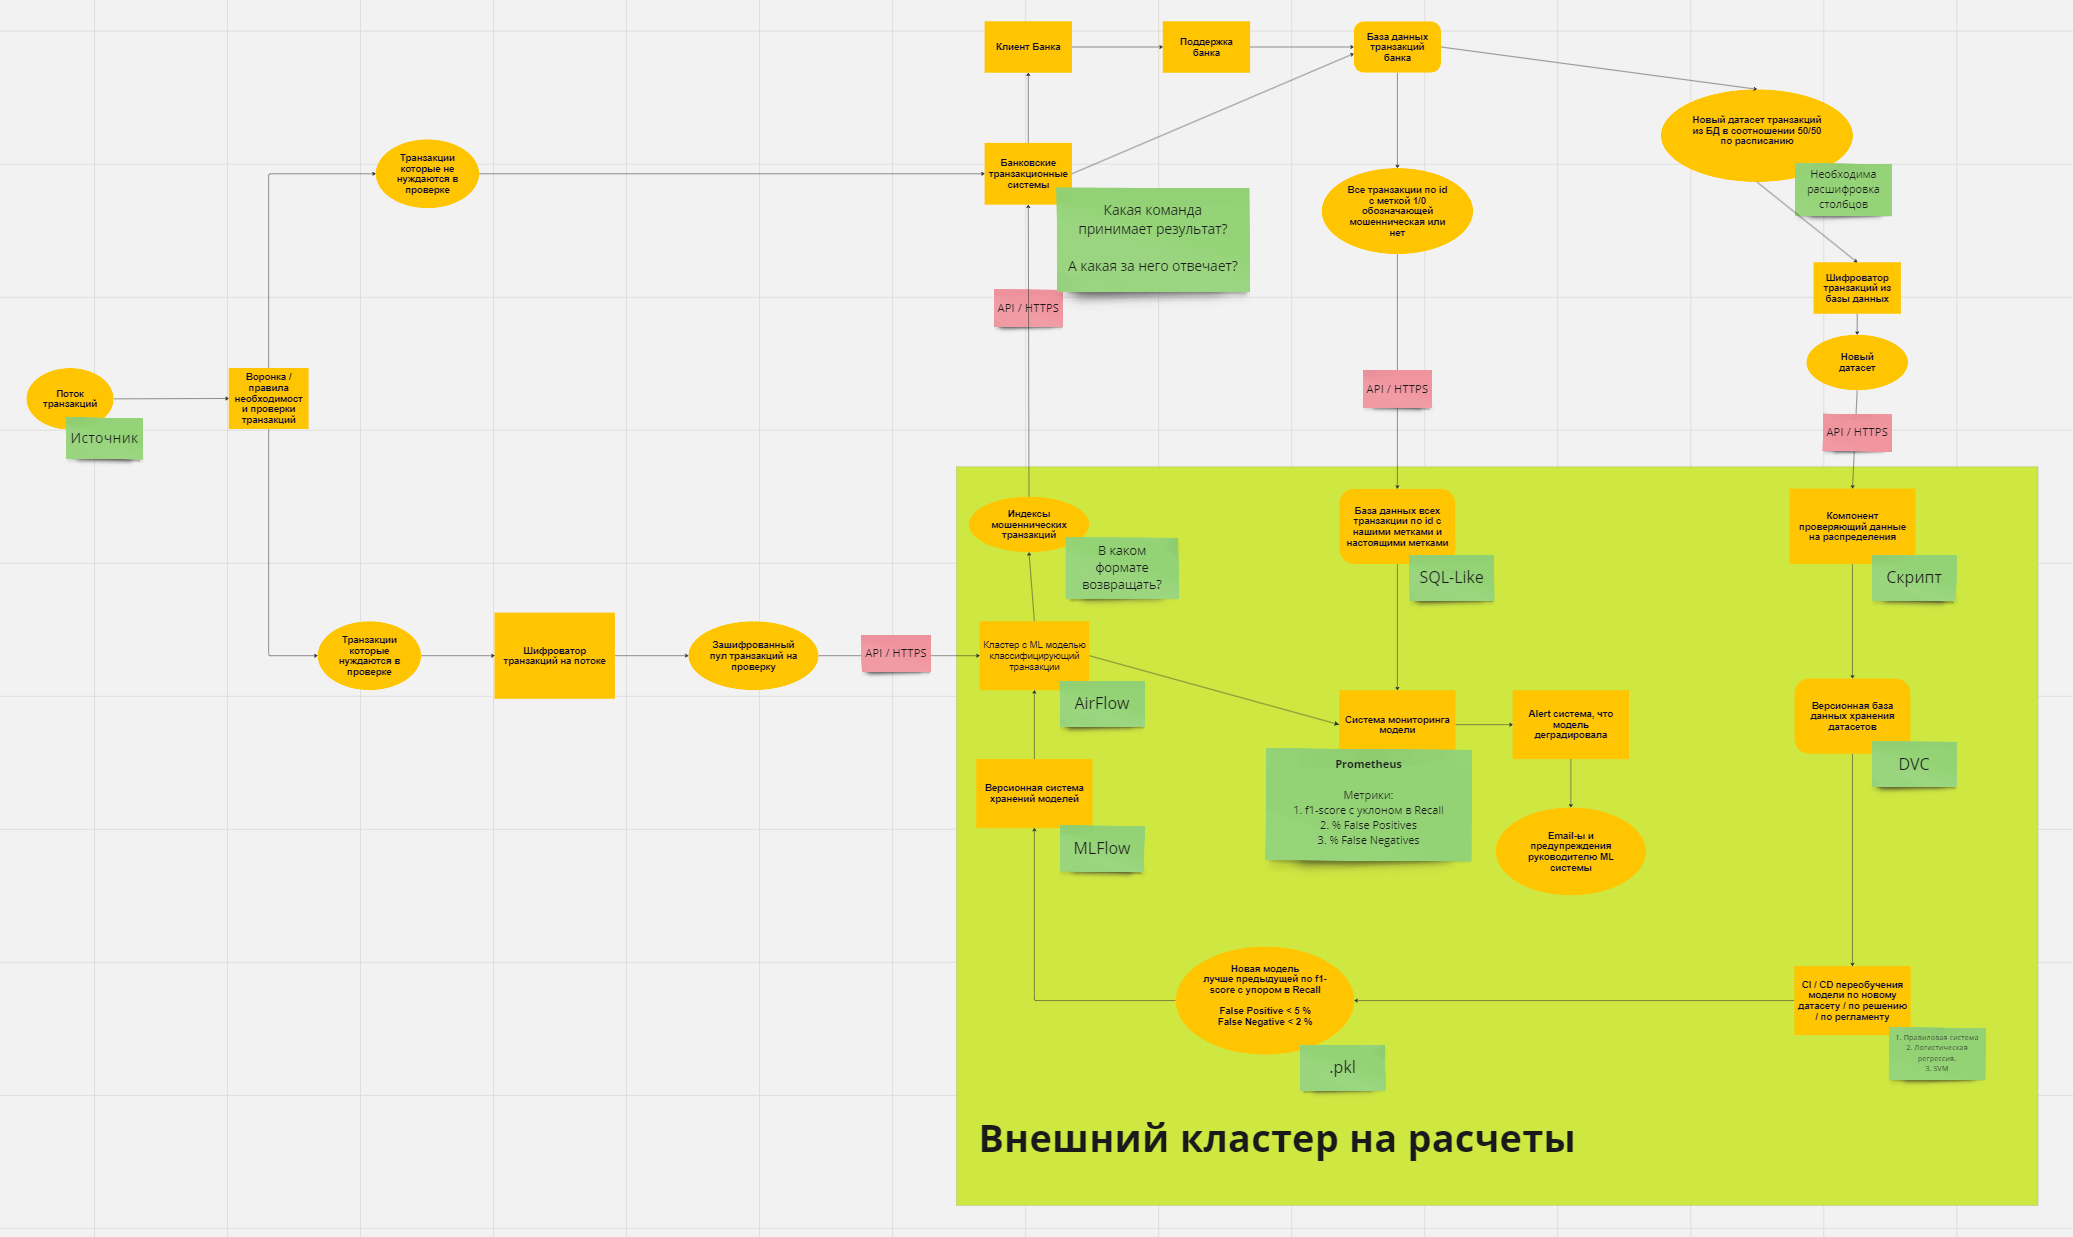 Клиент Банка
Поддержка
банка
База данных
транзакций
банка
Новый датасет транзакций
из БД в соотношении 50/50
по расписанию
Необходима
расшифровка
столбцов
Транзакции
которые не
нуждаются в
проверке
Банковские
транзакционные
системы
Какая команда
принимает результат?
А какая за него отвечает?
Все транзакции по id
с меткой 1/0
обозначающей
мошенническая или
нет
Шифроватор
транзакций из
базы данных
API / HTTPS
Новый
датасет
Поток
транзакций
Источник
Воронка /
правила
необходимост
и проверки
транзакций
API / HTTPS
API / HTTPS
Индексы
мошеннических
транзакций
В каком
формате
возвращать?
База данных всех
транзакции по id с
нашими метками и
настоящими метками
SQL-Like
Компонент
проверяющий данные
на распределения
Скрипт
Транзакции
которые
нуждаются в
проверке
Шифроватор
транзакций на потоке
Зашифрованный
пул транзакций на
проверку
API / HTTPS
Кластер с ML моделью
классифицирующий
транзакции
AirFlow
Система мониторинга
модели
Prometheus
Метрики:
1. f1-score с уклоном в Recall
2. % False Positives
3. % False Negatives
Alert система, что
модель
деградировала
Версионная база
данных хранения
датасетов
DVC
Версионная система
хранений моделей
MLFlow
Email-ы и
предупреждения
руководителю ML
системы
Новая модель
лучше предыдущей по f1-
score с упором в Recall
False Positive < 5 %
False Negative < 2 %
.pkl
CI / CD переобучения
модели по новому
датасету / по решению
/ по регламенту
1. Правиловая система
2. Логистическая
регрессия.
3. SVM
Внешний кластер на расчеты